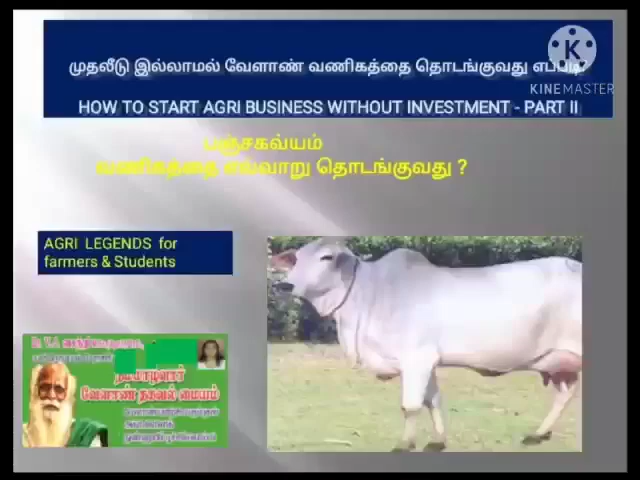 முதலீடு இல்லாமல் வேளாண் வணிகத்தை தொடங்குவது எப்படி?
HOW TO START AGRI BUSINESS WITHOUT INVESTMENT - PART II
KINEMASTER
பஞ்சகவ்யம்
வணிகத்தை எவ்வாறு தொடங்குவது ?
AGRI LEGENDS for
farmers & Students
நம்மாழ்வார்
வேளாண் தகவல் மையம்